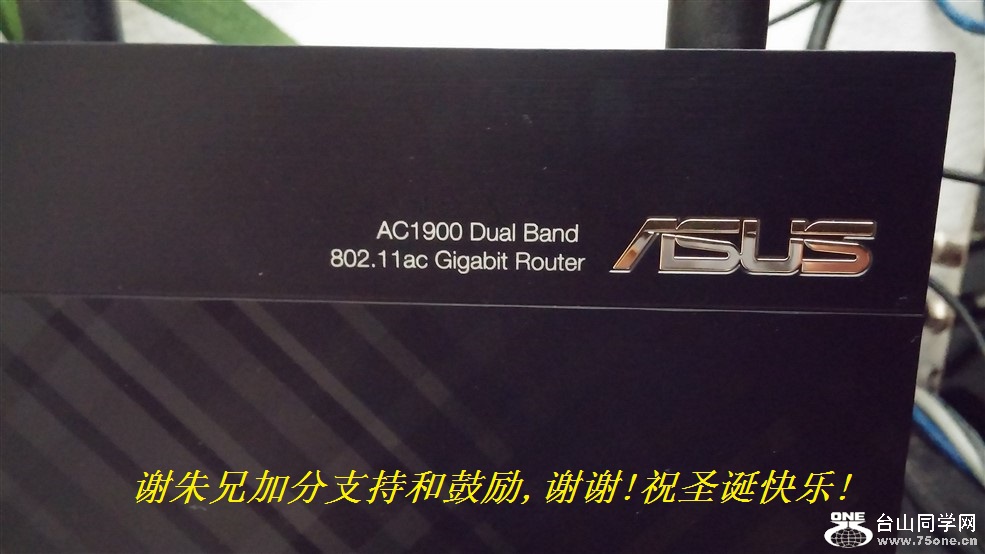 AC1900 Dual Band
802.11ac Gigabit Router
ASUS
谢朱兄加分支持和鼓励,谢谢!祝圣诞快乐!
ONE
台山同学网
www.75one.cn